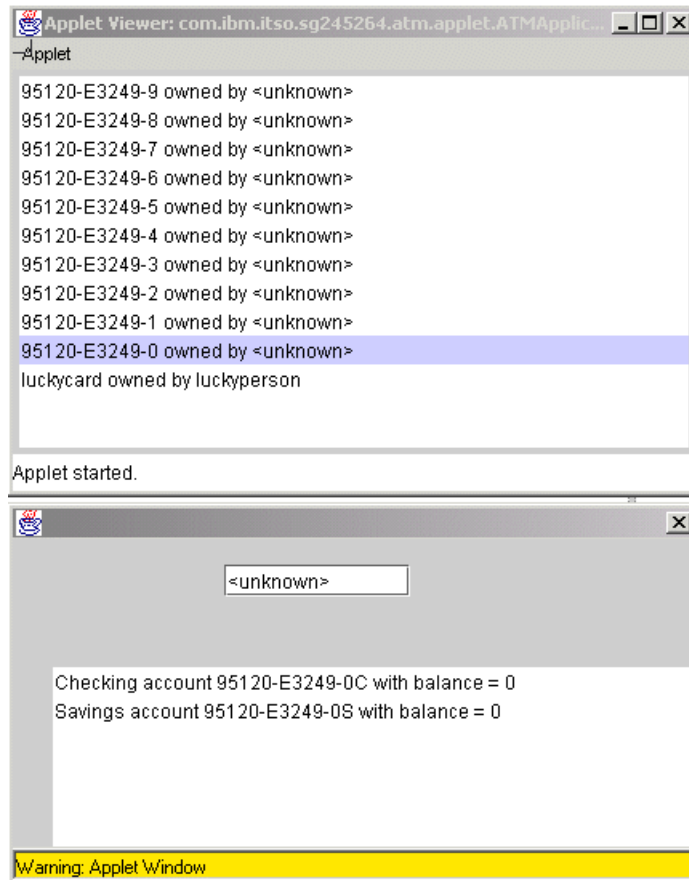 Applet Viewer: com.ibm.itso.sg245264.atm.applet.ATMApplic...
Applet
95120-E3249-9 owned by <unknown>
95120-E3249-8 owned by <unknown>
95120-E3249-7 owned by <unknown>
95120-E3249-6 owned by <unknown>
95120-E3249-5 owned by <unknown>
95120-E3249-4 owned by <unknown>
95120-E3249-3 owned by <unknown>
95120-E3249-2 owned by <unknown>
95120-E3249-1 owned by <unknown>
95120-E3249-0 owned by <unknown>
luckycard owned by luckyperson
Applet started.
<unknown>
Checking account 95120-E3249-0C with balance = 0
Savings account 95120-E3249-0S with balance = 0
Warning: Applet Window